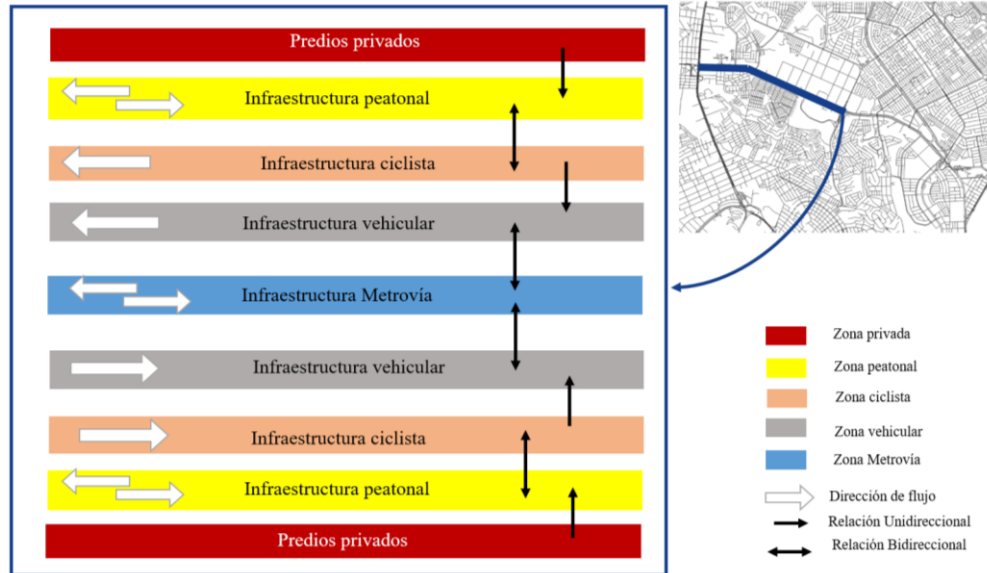 Predios privados
Infraestructura peatonal
Infraestructura ciclista
Infraestructura vehicular
Infraestructura Metrovía
Infraestructura vehicular
Infraestructura ciclista
Infraestructura peatonal
Predios privados
Zona privada
Zona peatonal
Zona ciclista
Zona vehicular
Zona Metrovía
Dirección de flujo
Relación Unidireccional
Relación Bidireccional